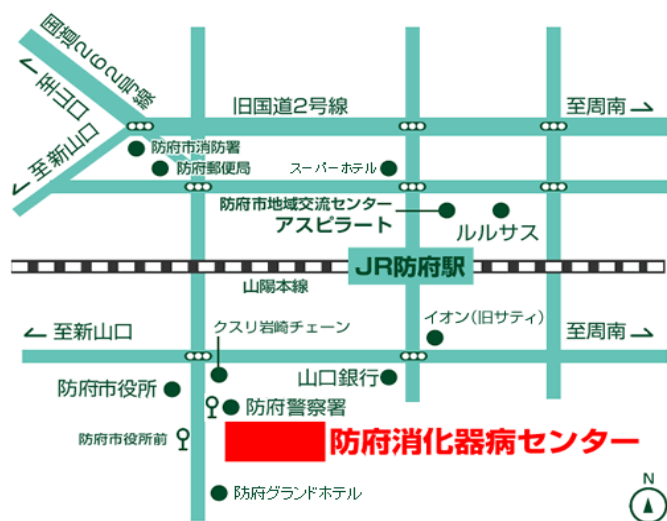 国道262号線
至山口
至新山口
旧国道2号線
至周南
防府市消防署
防府郵便局
スーパーホテル
防府市地域交流センター
アスピラート
ルルサス
JR防府駅
山陽本線
至新山口
クスリ岩崎チェーン
イオン(旧サティ)
至周南
防府市役所
山口銀行
防府警察署
防府市役所前
防府消化器病センター
防府グランドホテル
N